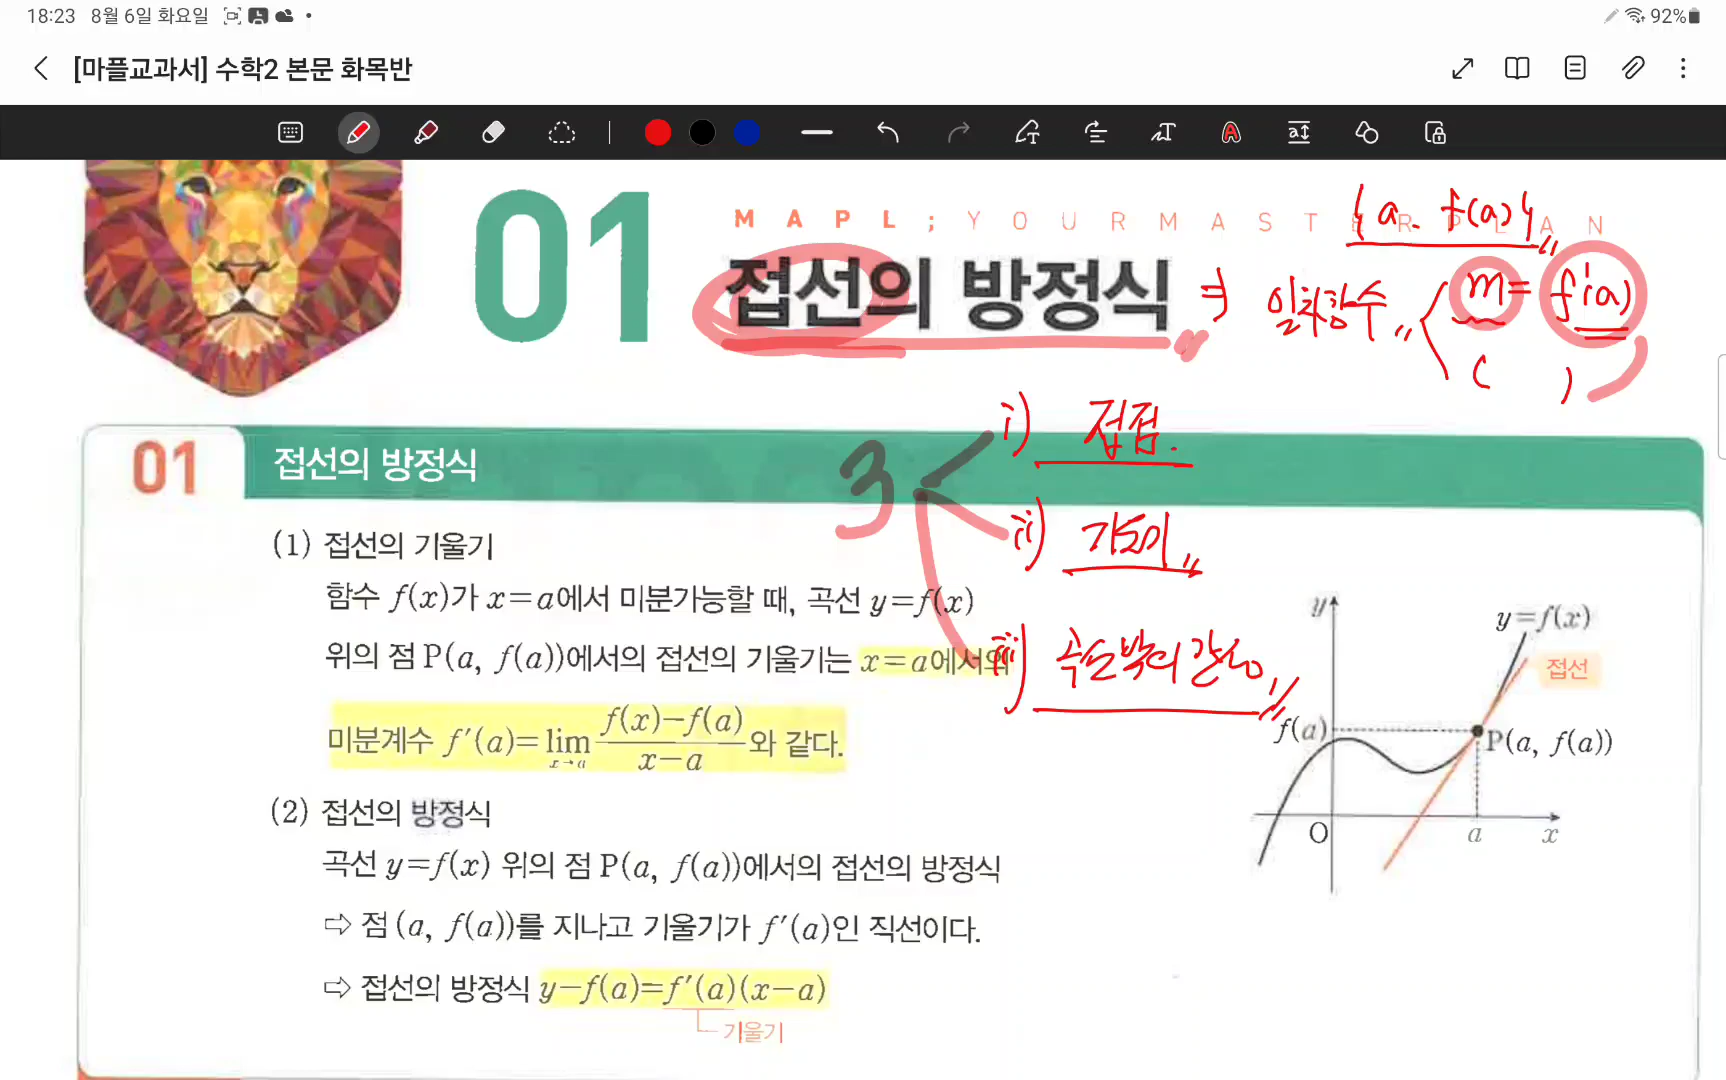 18:23 8월 6일 화요일
92%
[마플교과서] 수학2 본문 화목반
01
MAPL; YOURMASTERPLAN
{a. f(a)}
접선의 방정식 ⇒ 일차함수
m = f'(a)
( )
01 접선의 방정식
3
i) 접점.
ii) 기울기
iii) 곡선 밖의
(1) 접선의 기울기
함수 f(x)가 x=a에서 미분가능할 때, 곡선 y=f(x)
위의 점 P(a, f(a))에서의 접선의 기울기는 x=a에서의
미분계수 f′(a)=lim x→a f(x)−f(a) / x−a 와 같다.
(2) 접선의 방정식
곡선 y=f(x) 위의 점 P(a, f(a))에서의 접선의 방정식
⇨ 점 (a, f(a))를 지나고 기울기가 f′(a)인 직선이다.
⇨ 접선의 방정식 y−f(a)=f′(a)(x−a)
기울기
y
y=f(x)
접선
f(a)
P(a, f(a))
O
a
x